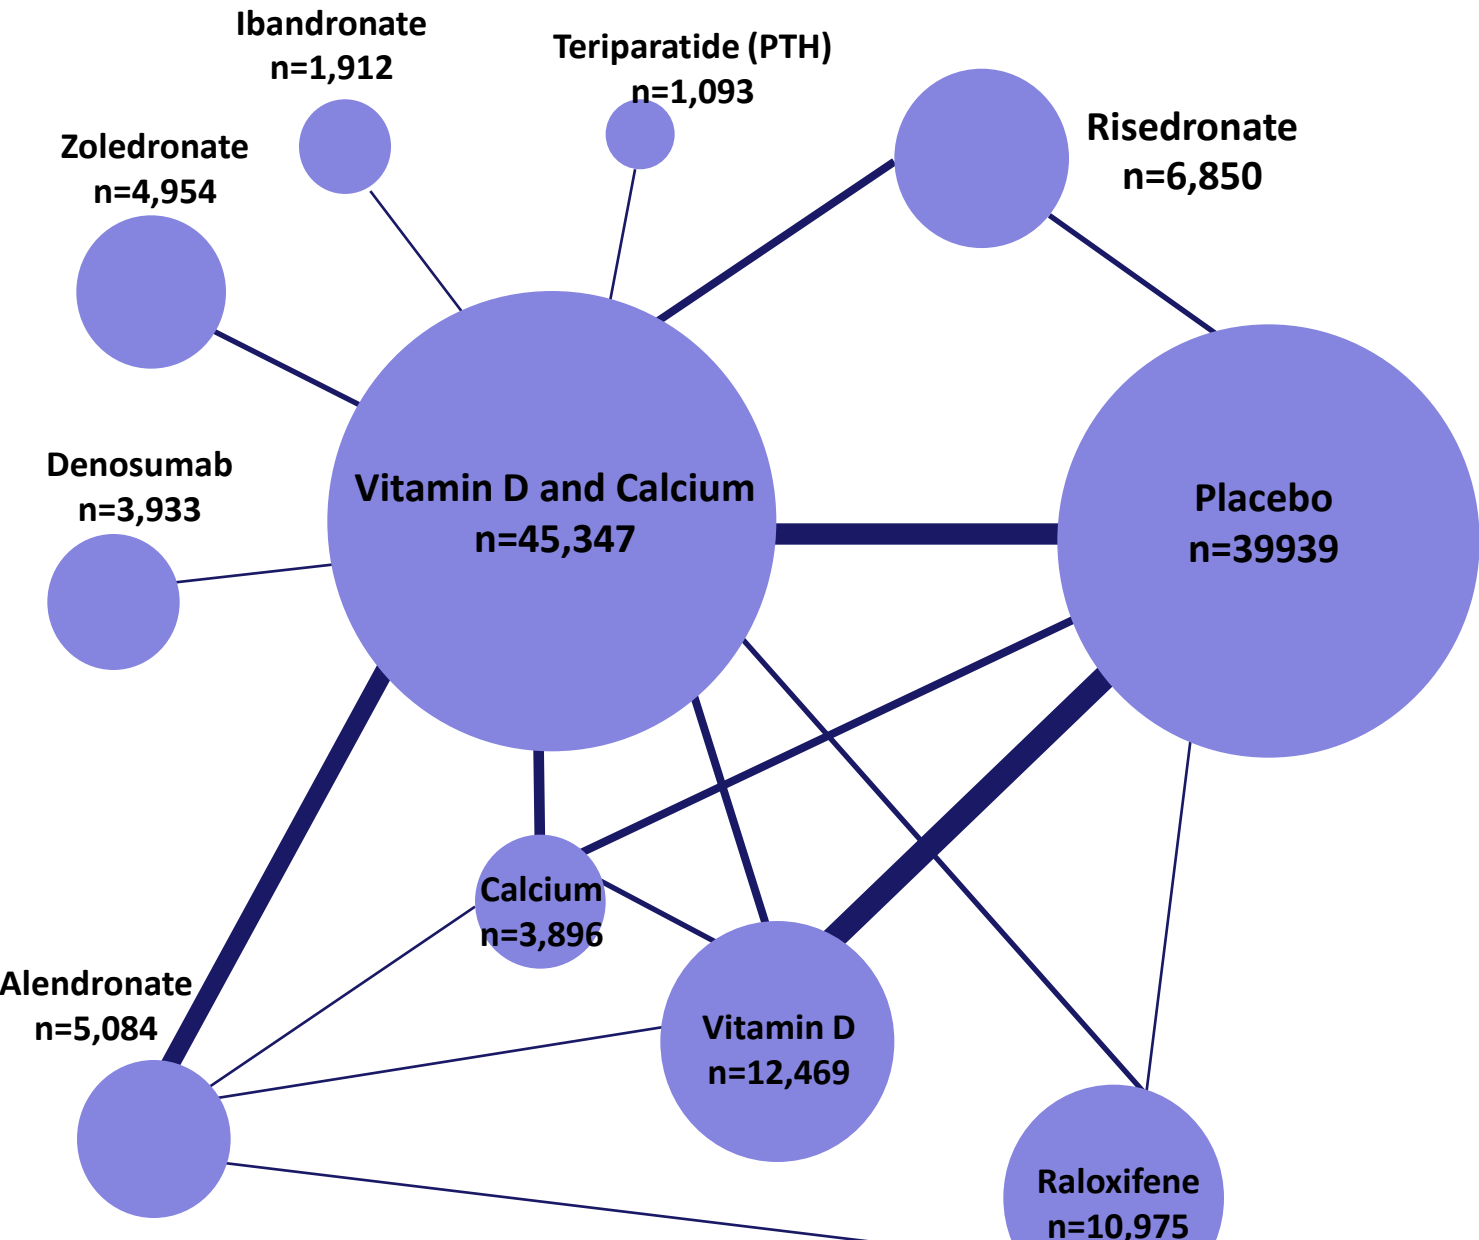 Ibandronate
n=1,912
Teriparatide (PTH)
n=1,093
Risedronate
n=6,850
Zoledronate
n=4,954
Denosumab
n=3,933
Vitamin D and Calcium
n=45,347
Placebo
n=39939
Calcium
n=3,896
Alendronate
n=5,084
Vitamin D
n=12,469
Raloxifene
n=10,975